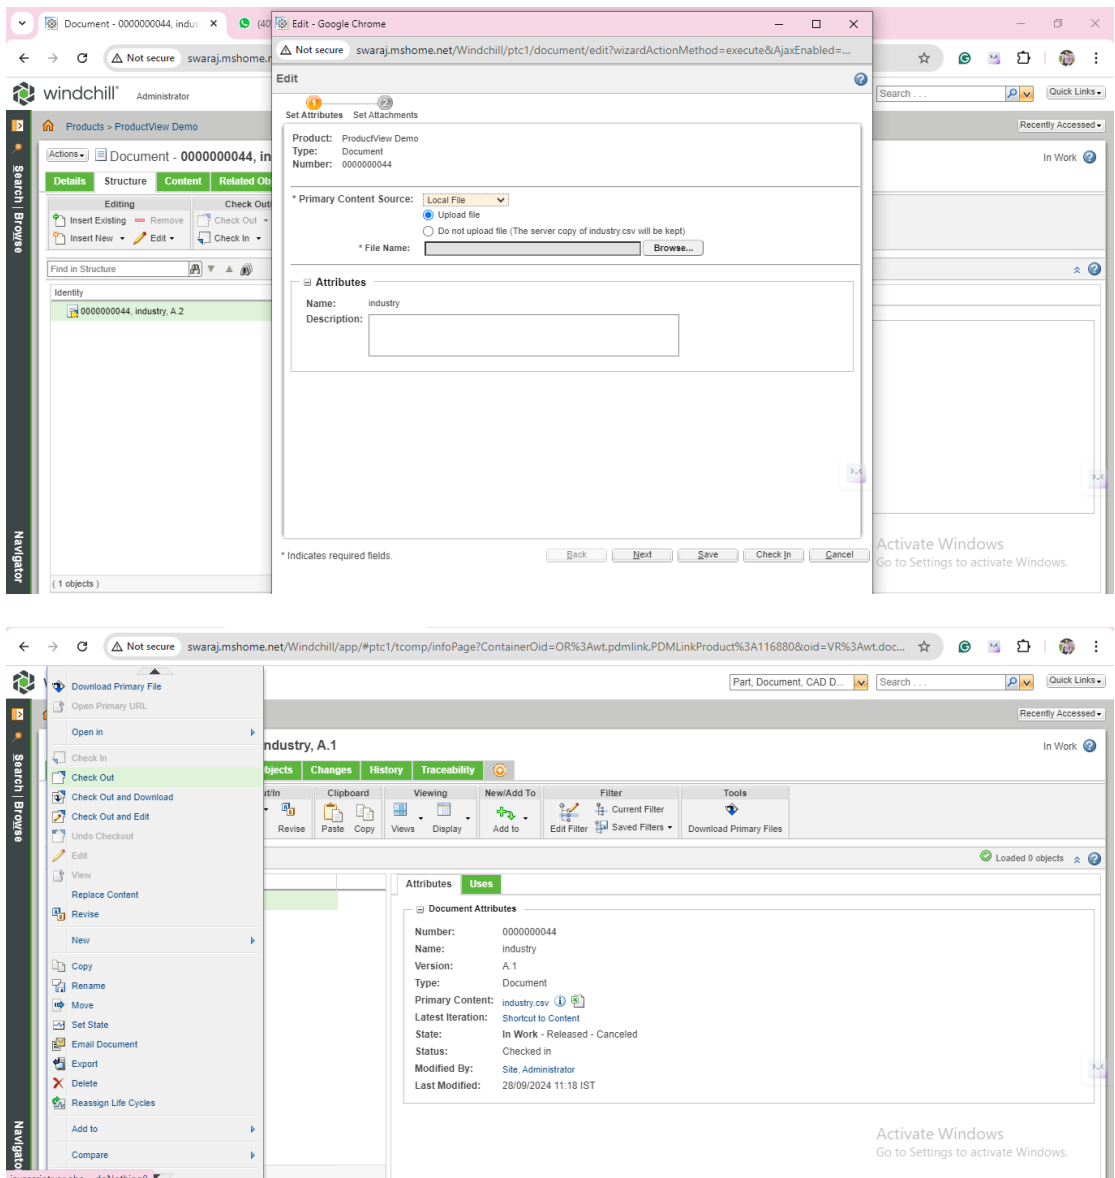 Document - 0000000044, indus
(40
Edit - Google Chrome
Not secure swaraj.mshome.r
Not secure swaraj.mshome.net/Windchill/ptc1/document/edit?wizardActionMethod=execute&AjaxEnabled=...
windchill Administrator
Edit
Search . . .
Quick Links
1 2
Set Attributes Set Attachments
Products > ProductView Demo
Recently Accessed
Product: ProductView Demo
Type: Document
Number: 0000000044
Actions Document - 0000000044, in
In Work
Details Structure Content Related Ob
Editing Check Out/
Insert Existing Remove Check Out
Insert New Edit Check In
* Primary Content Source: Local File
Upload file
Do not upload file (The server copy of industry.csv will be kept)
* File Name: Browse...
Find in Structure
Identity
0000000044, industry, A.2
Attributes
Name: industry
Description:
Search | Browse
Navigator
* Indicates required fields.
Back Next Save Check In Cancel
Activate Windows
Go to Settings to activate Windows.
( 1 objects )
Not secure swaraj.mshome.net/Windchill/app/#ptc1/tcomp/infoPage?ContainerOid=OR%3Awt.pdmlink.PDMLinkProduct%3A116880&oid=VR%3Awt.doc...
Part, Document, CAD D... Search . . . Quick Links
Recently Accessed
Download Primary File
Open Primary URL
Open in
Check In
Check Out
Check Out and Download
Check Out and Edit
Undo Checkout
Edit
View
Replace Content
Revise
New
Copy
Rename
Move
Set State
Email Document
Export
Delete
Reassign Life Cycles
Add to
Compare
ndustry, A.1
In Work
bjects Changes History Traceability
ut/In Clipboard Viewing New/Add To Filter Tools
Current Filter
Revise Paste Copy Views Display Add to Edit Filter Saved Filters Download Primary Files
Loaded 0 objects
Attributes Uses
Document Attributes
Number: 0000000044
Name: industry
Version: A.1
Type: Document
Primary Content: industry.csv
Latest Iteration: Shortcut to Content
State: In Work - Released - Canceled
Status: Checked in
Modified By: Site, Administrator
Last Modified: 28/09/2024 11:18 IST
Search | Browse
Navigato
Activate Windows
Go to Settings to activate Windows.